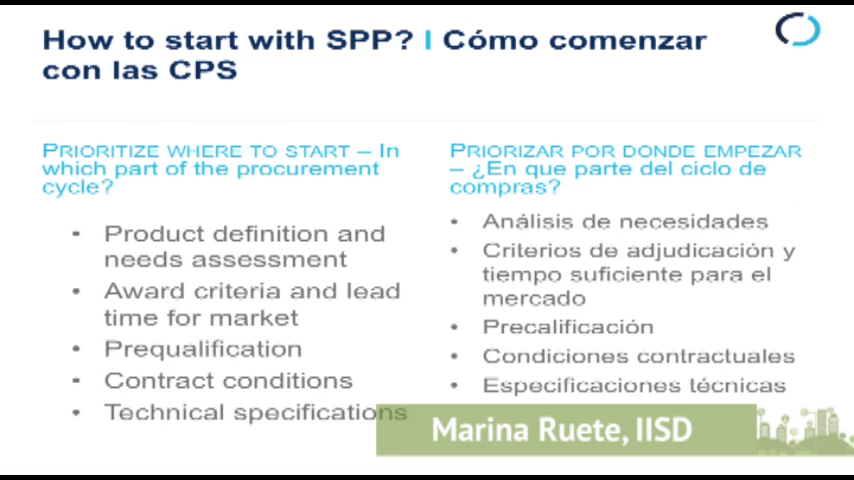 How to start with SPP? | Cómo comenzar
con las CPS
PRIORITIZE WHERE TO START – In
which part of the procurement
cycle?
• Product definition and
needs assessment
• Award criteria and lead
time for market
• Prequalification
• Contract conditions
• Technical specifications
PRIORIZAR POR DONDE EMPEZAR
– ¿En que parte del ciclo de
compras?
• Análisis de necesidades
• Criterios de adjudicación y
tiempo suficiente para el
mercado
• Precalificación
• Condiciones contractuales
• Especificaciones técnicas
Marina Ruete, IISD